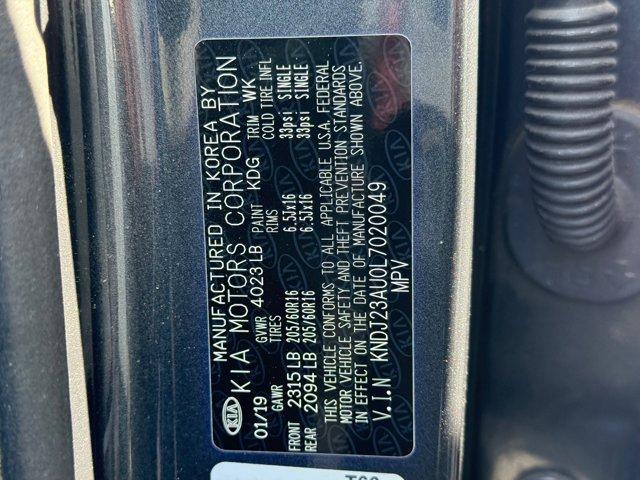 MANUFACTURED IN KOREA BY
KIA KIA MOTORS CORPORATION
01/19 GVWR 4023 LB PAINT KDG TRIM WK
GAWR TIRES RIMS COLD TIRE INFL
FRONT 2315 LB 205/60R16 6.5Jx16 33psi SINGLE
REAR 2094 LB 205/60R16 6.5Jx16 33psi SINGLE
THIS VEHICLE CONFORMS TO ALL APPLICABLE U.S.A. FEDERAL
MOTOR VEHICLE SAFETY AND THEFT PREVENTION STANDARDS
IN EFFECT ON THE DATE OF MANUFACTURE SHOWN ABOVE.
V.I.N KNDJ23AU0L7020049
MPV